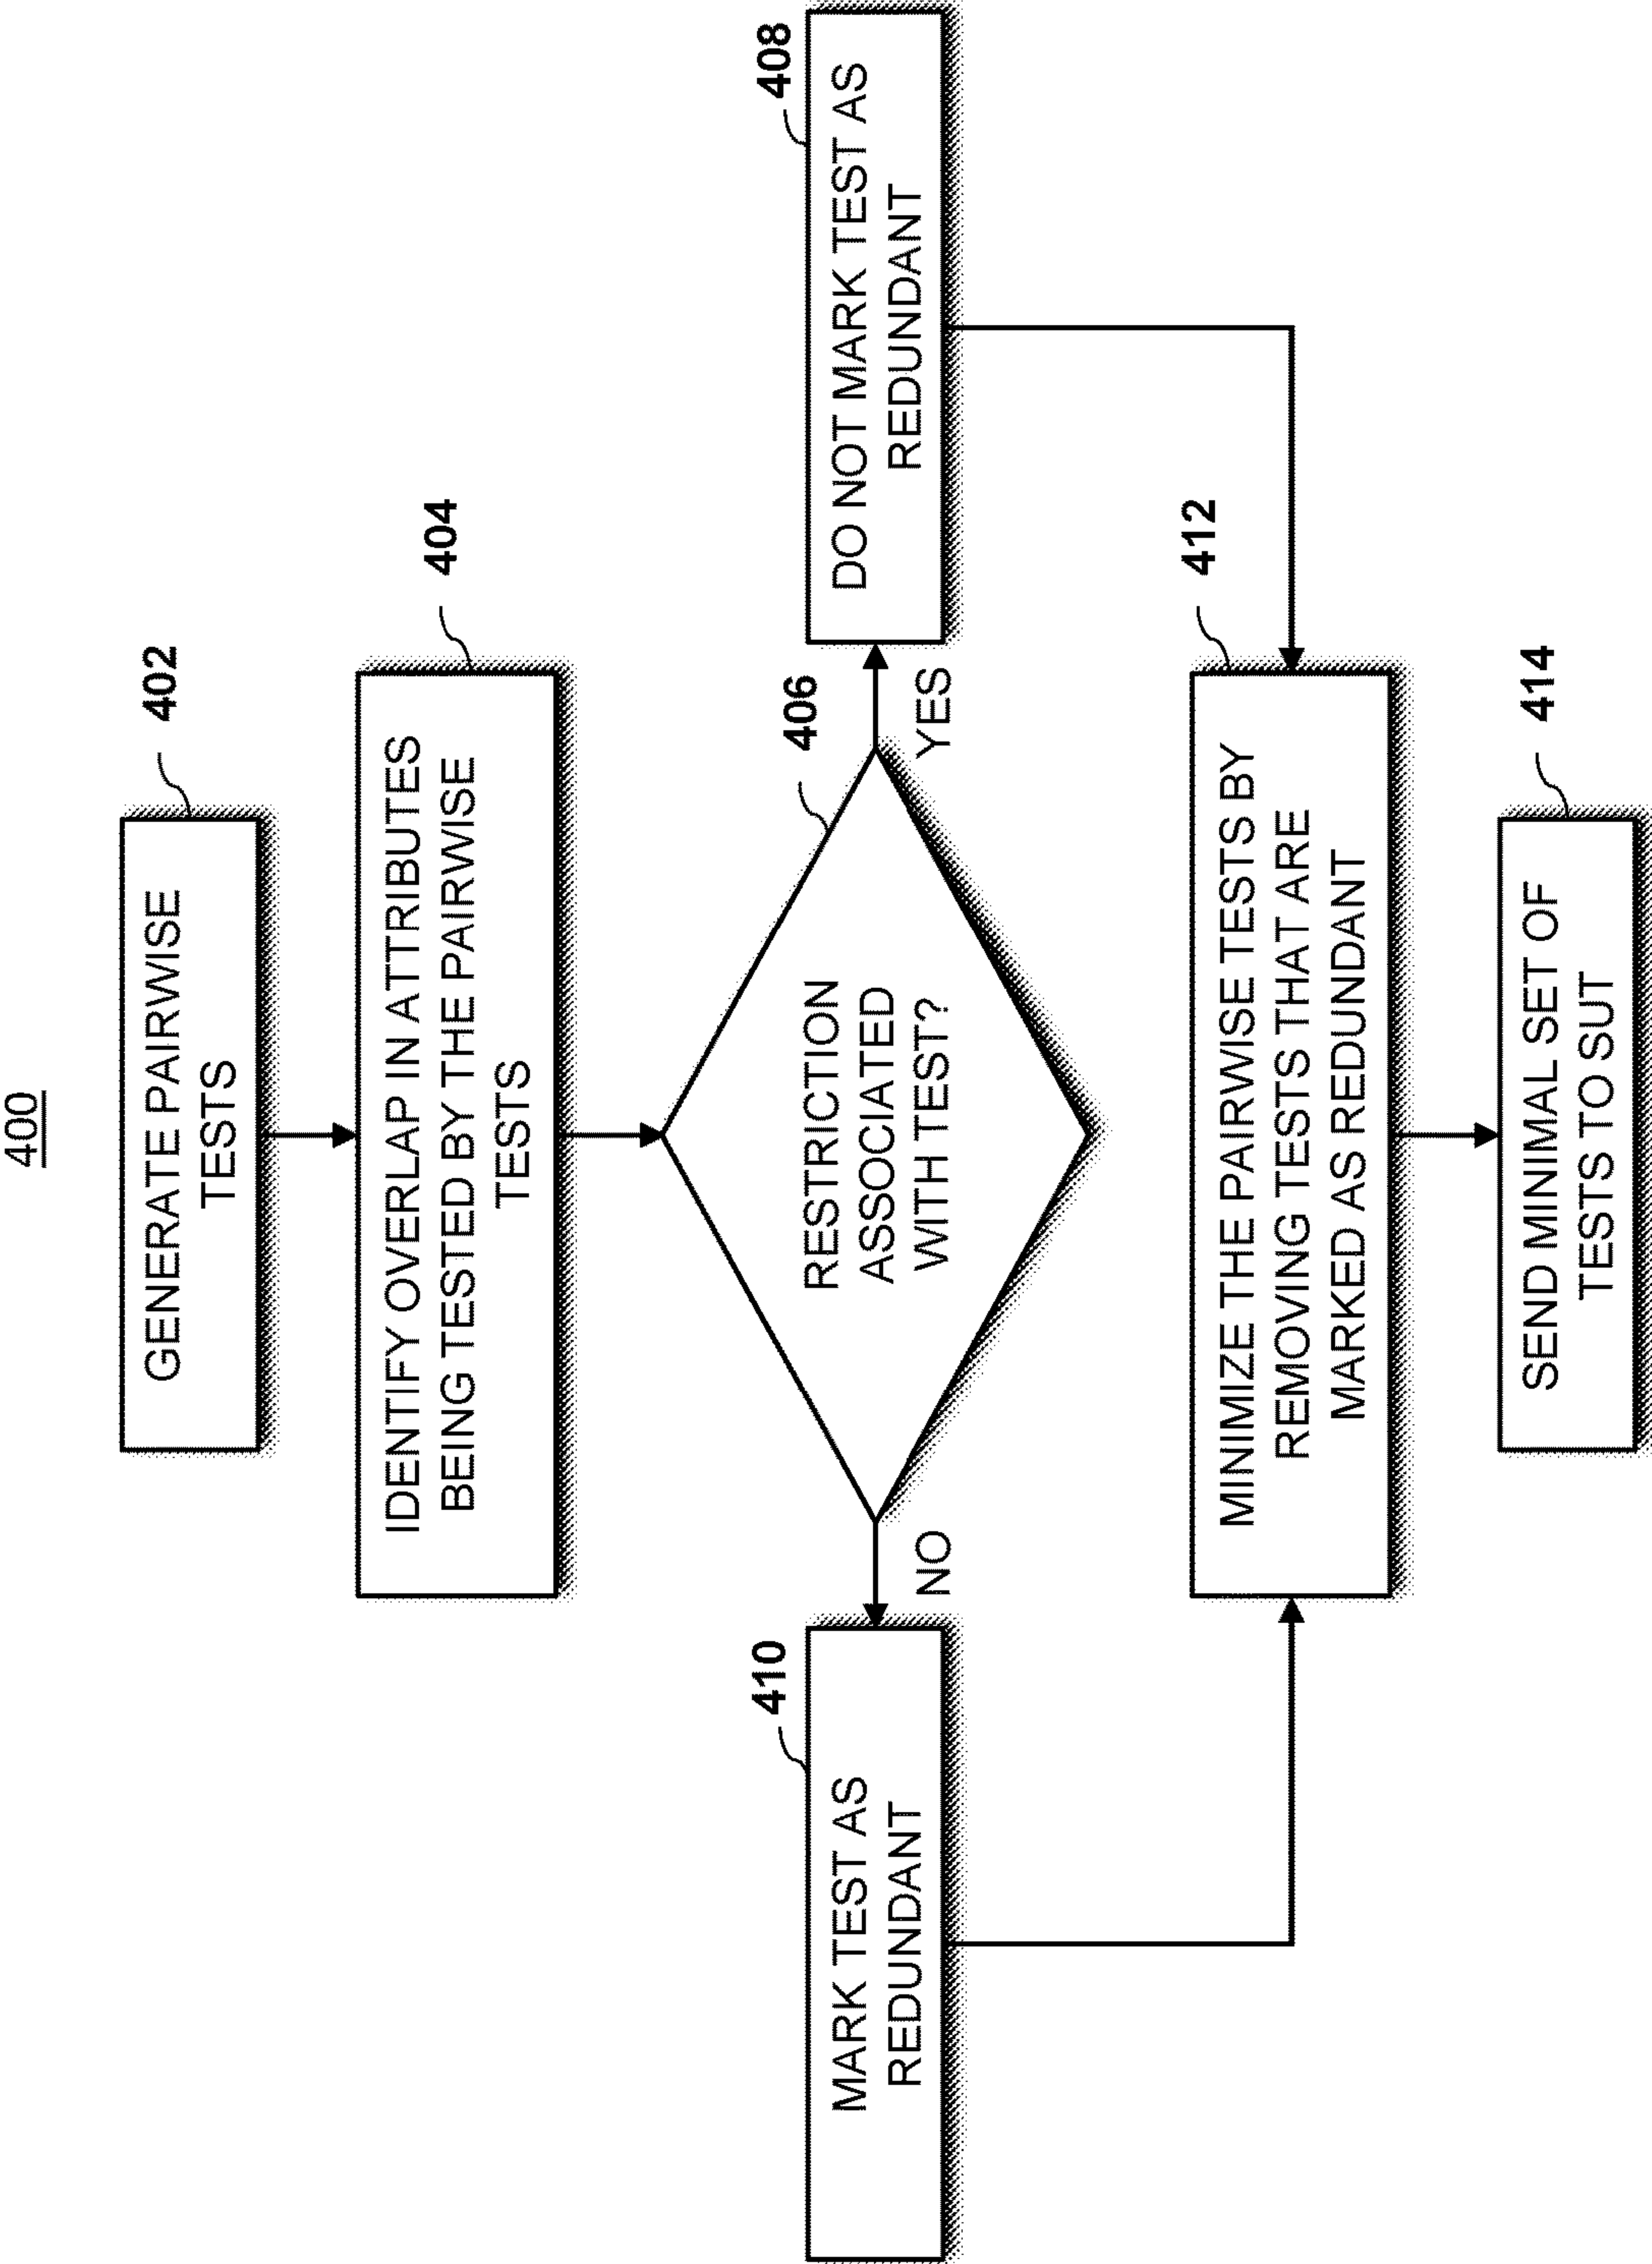 400
402
GENERATE PAIRWISE
TESTS
404
IDENTIFY OVERLAP IN ATTRIBUTES
BEING TESTED BY THE PAIRWISE
TESTS
406
RESTRICTION
ASSOCIATED
WITH TEST?
NO
YES
410
MARK TEST AS
REDUNDANT
408
DO NOT MARK TEST AS
REDUNDANT
412
MINIMIZE THE PAIRWISE TESTS BY
REMOVING TESTS THAT ARE
MARKED AS REDUNDANT
414
SEND MINIMAL SET OF
TESTS TO SUT